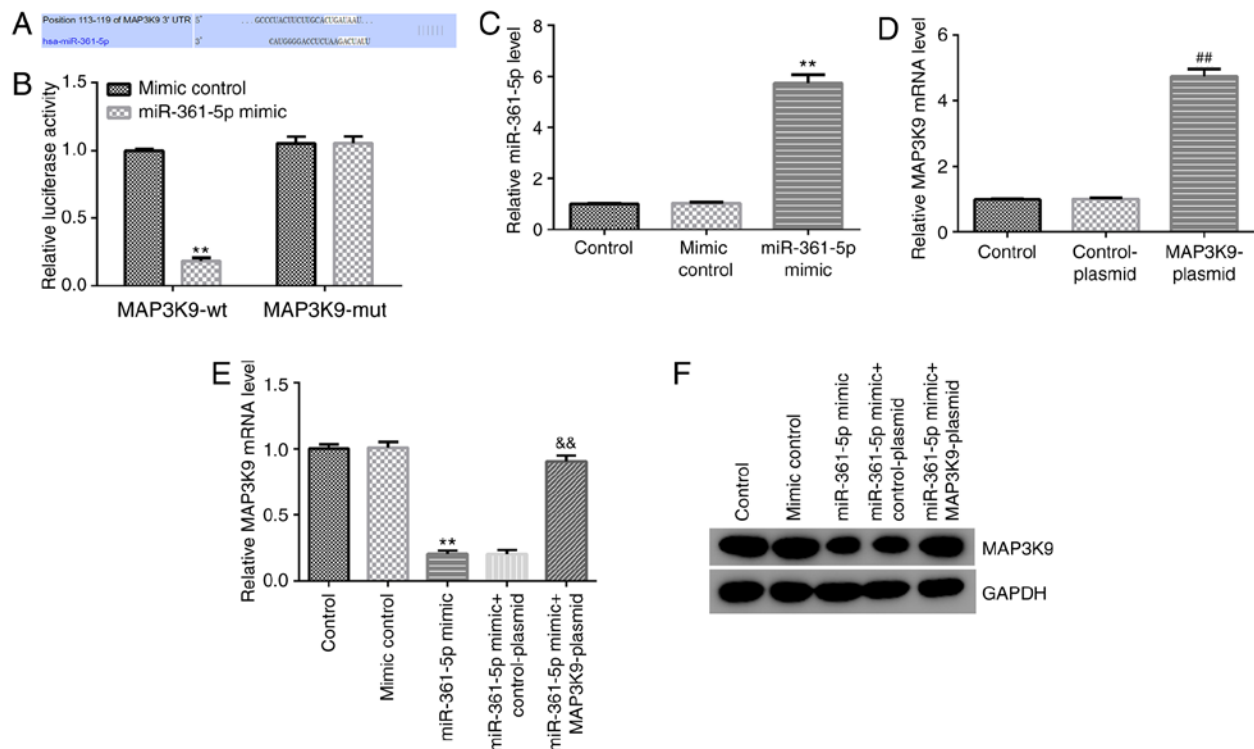 A
Position 113-119 of MAP3K9 3' UTR 5' ...GCCCUACUCUUGCACUGAUAAU...
hsa-miR-361-5p 3' CAUGGGGACCUCUAAGACUAUU
B
Relative luciferase activity
1.5
1.0
0.5
0.0
Mimic control
miR-361-5p mimic
**
MAP3K9-wt
MAP3K9-mut
C
Relative miR-361-5p level
8
6
4
2
0
**
Control
Mimic
control
miR-361-5p
mimic
D
Relative MAP3K9 mRNA level
6
4
2
0
##
Control
Control-
plasmid
MAP3K9-
plasmid
E
Relative MAP3K9 mRNA level
1.5
1.0
0.5
0.0
**
&&
Control
Mimic control
miR-361-5p mimic
miR-361-5p mimic+
control-plasmid
miR-361-5p mimic+
MAP3K9-plasmid
F
Control
Mimic control
miR-361-5p mimic
miR-361-5p mimic+
control-plasmid
miR-361-5p mimic+
MAP3K9-plasmid
MAP3K9
GAPDH